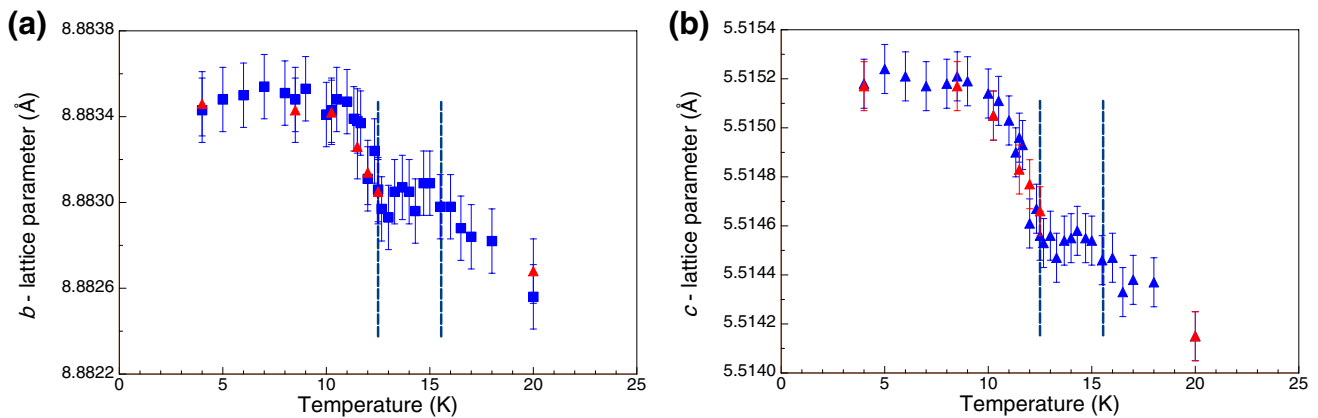 (a)
8.8838
8.8834
8.8830
8.8826
8.8822
b - lattice parameter (Å)
0 5 10 15 20 25
Temperature (K)
(b)
5.5154
5.5152
5.5150
5.5148
5.5146
5.5144
5.5142
5.5140
c - lattice parameter (Å)
0 5 10 15 20 25
Temperature (K)